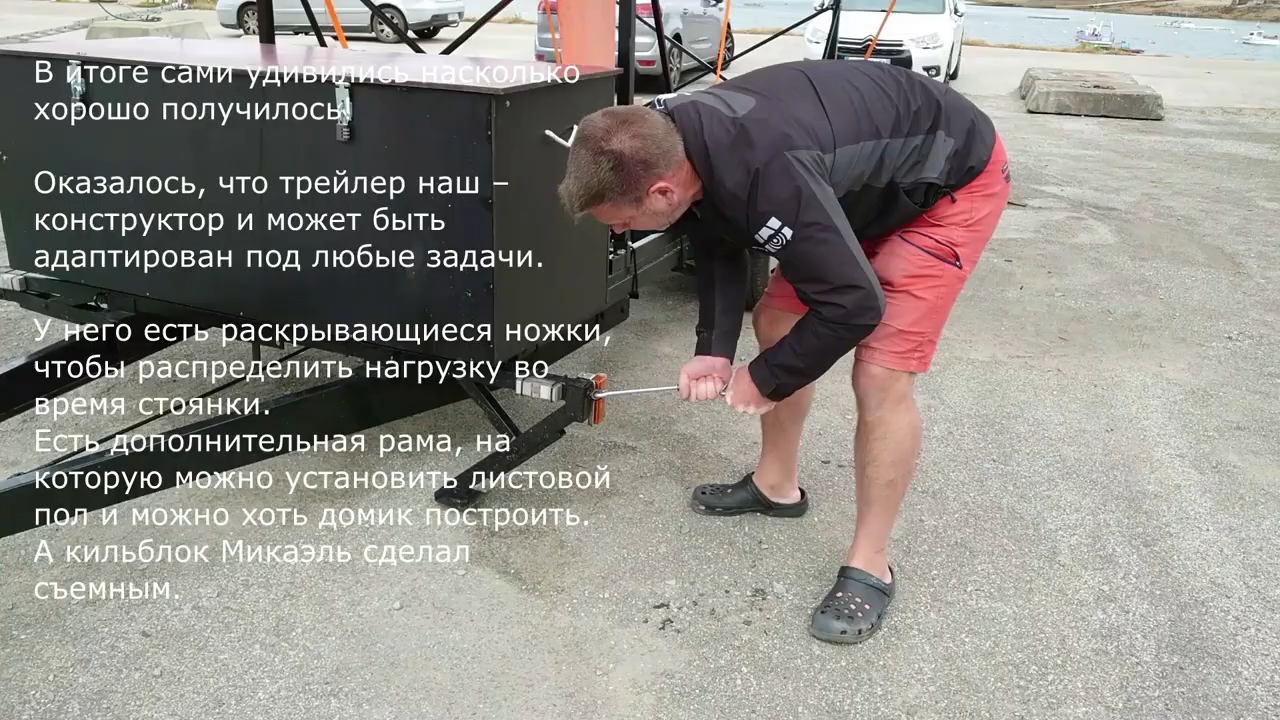 В итоге сами удивились насколько
хорошо получилось.
Оказалось, что трейлер наш –
конструктор и может быть
адаптирован под любые задачи.
У него есть раскрывающиеся ножки,
чтобы распределить нагрузку во
время стоянки.
Есть дополнительная рама, на
которую можно установить листовой
пол и можно хоть домик построить.
А кильблок Микаэль сделал
съемным.